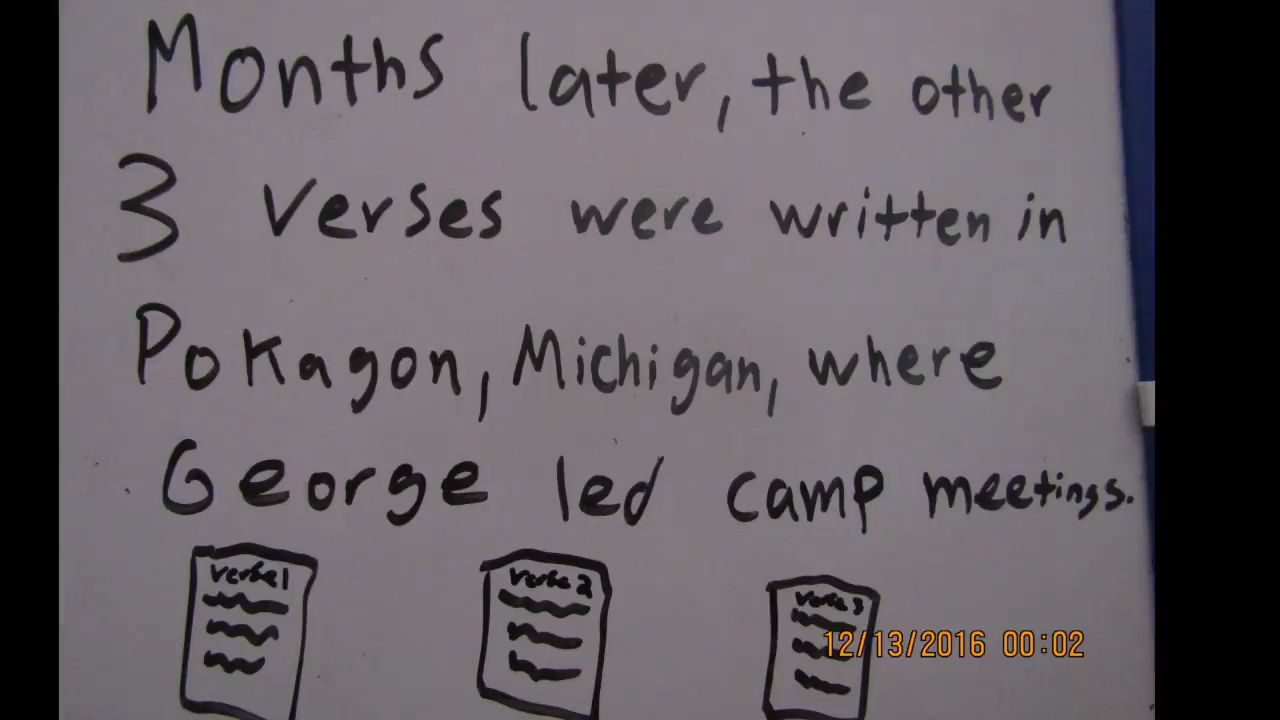 Months later, the other
3 verses were written in
Pokagon, Michigan, where
George led camp meetings.
verse 1
verse 2
verse 3
12/13/2016 00:02